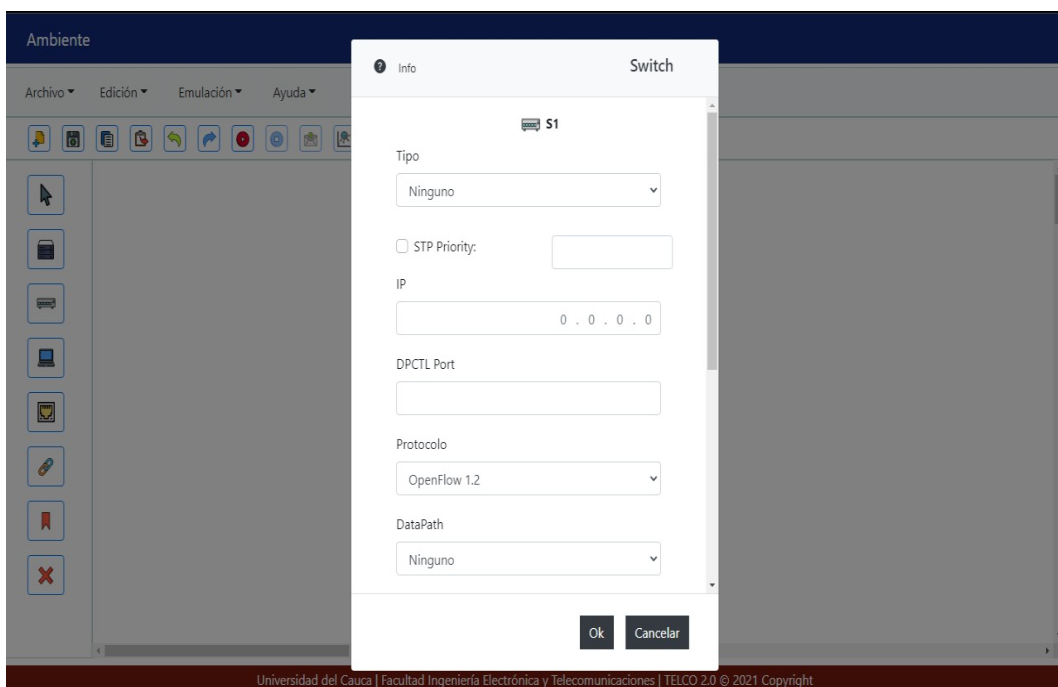 Ambiente
Archivo Edición Emulación Ayuda
Info Switch
S1
Tipo
Ninguno
STP Priority:
IP
0 . 0 . 0 . 0
DPCTL Port
Protocolo
OpenFlow 1.2
DataPath
Ninguno
Ok Cancelar
Universidad del Cauca | Facultad Ingeniería Electrónica y Telecomunicaciones | TELCO 2.0 © 2021 Copyright